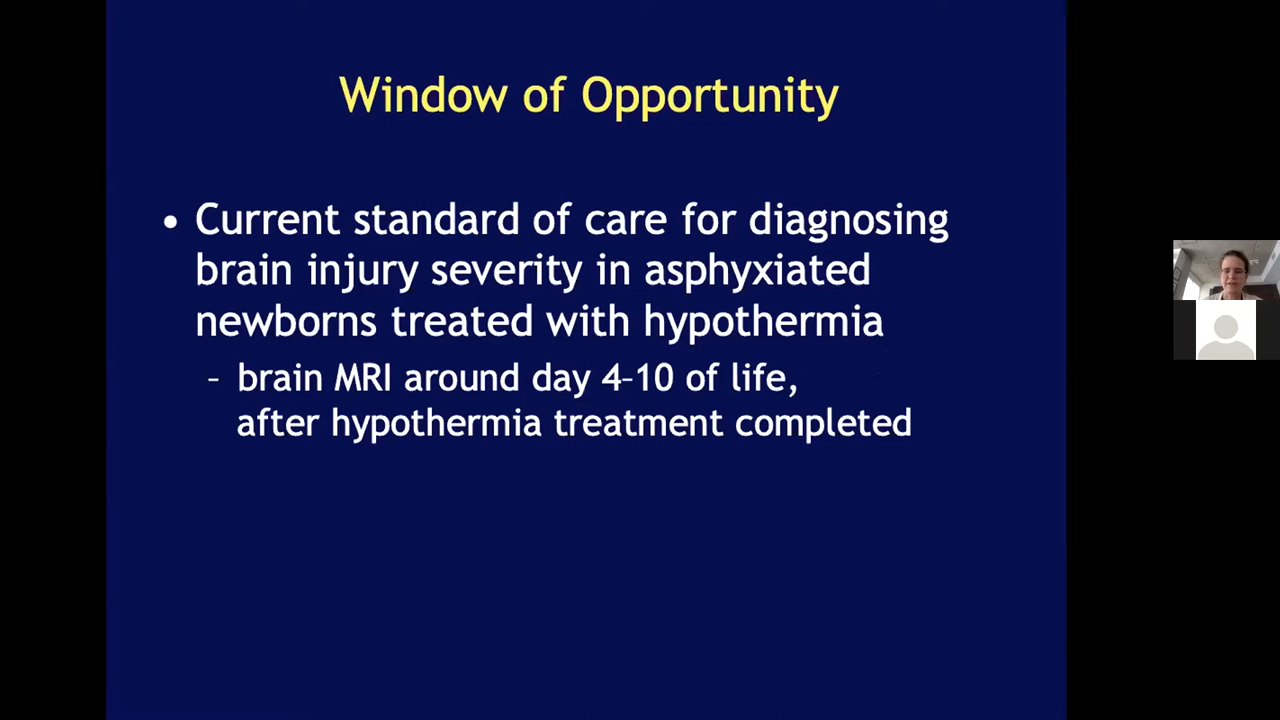 Window of Opportunity
• Current standard of care for diagnosing
brain injury severity in asphyxiated
newborns treated with hypothermia
– brain MRI around day 4–10 of life,
after hypothermia treatment completed